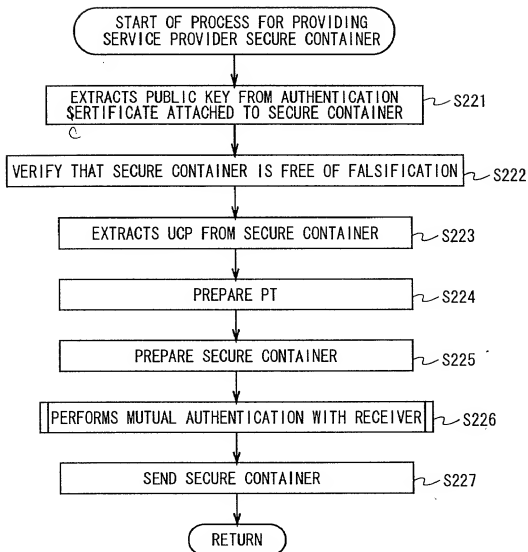 START OF PROCESS FOR PROVIDING
SERVICE PROVIDER SECURE CONTAINER
EXTRACTS PUBLIC KEY FROM AUTHENTICATION
SERTIFICATE ATTACHED TO SECURE CONTAINER
C
S221
VERIFY THAT SECURE CONTAINER IS FREE OF FALSIFICATION
S222
EXTRACTS UCP FROM SECURE CONTAINER
S223
PREPARE PT
S224
PREPARE SECURE CONTAINER
S225
PERFORMS MUTUAL AUTHENTICATION WITH RECEIVER
S226
SEND SECURE CONTAINER
S227
RETURN